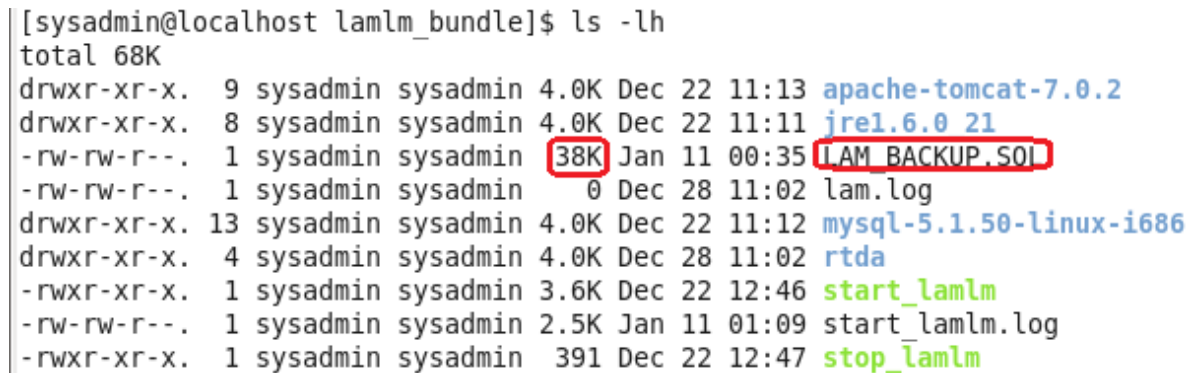 [sysadmin@localhost lamlm_bundle]$ ls -lh
total 68K
drwxr-xr-x.  9 sysadmin sysadmin 4.0K Dec 22 11:13 apache-tomcat-7.0.2
drwxr-xr-x.  8 sysadmin sysadmin 4.0K Dec 22 11:11 jre1.6.0_21
-rw-rw-r--.  1 sysadmin sysadmin  38K Jan 11 00:35 LAM_BACKUP.SQL
-rw-rw-r--.  1 sysadmin sysadmin    0 Dec 28 11:02 lam.log
drwxr-xr-x. 13 sysadmin sysadmin 4.0K Dec 22 11:12 mysql-5.1.50-linux-i686
drwxr-xr-x.  4 sysadmin sysadmin 4.0K Dec 28 11:02 rtda
-rwxr-xr-x.  1 sysadmin sysadmin 3.6K Dec 22 12:46 start_lamlm
-rw-rw-r--.  1 sysadmin sysadmin 2.5K Jan 11 01:09 start_lamlm.log
-rwxr-xr-x.  1 sysadmin sysadmin  391 Dec 22 12:47 stop_lamlm